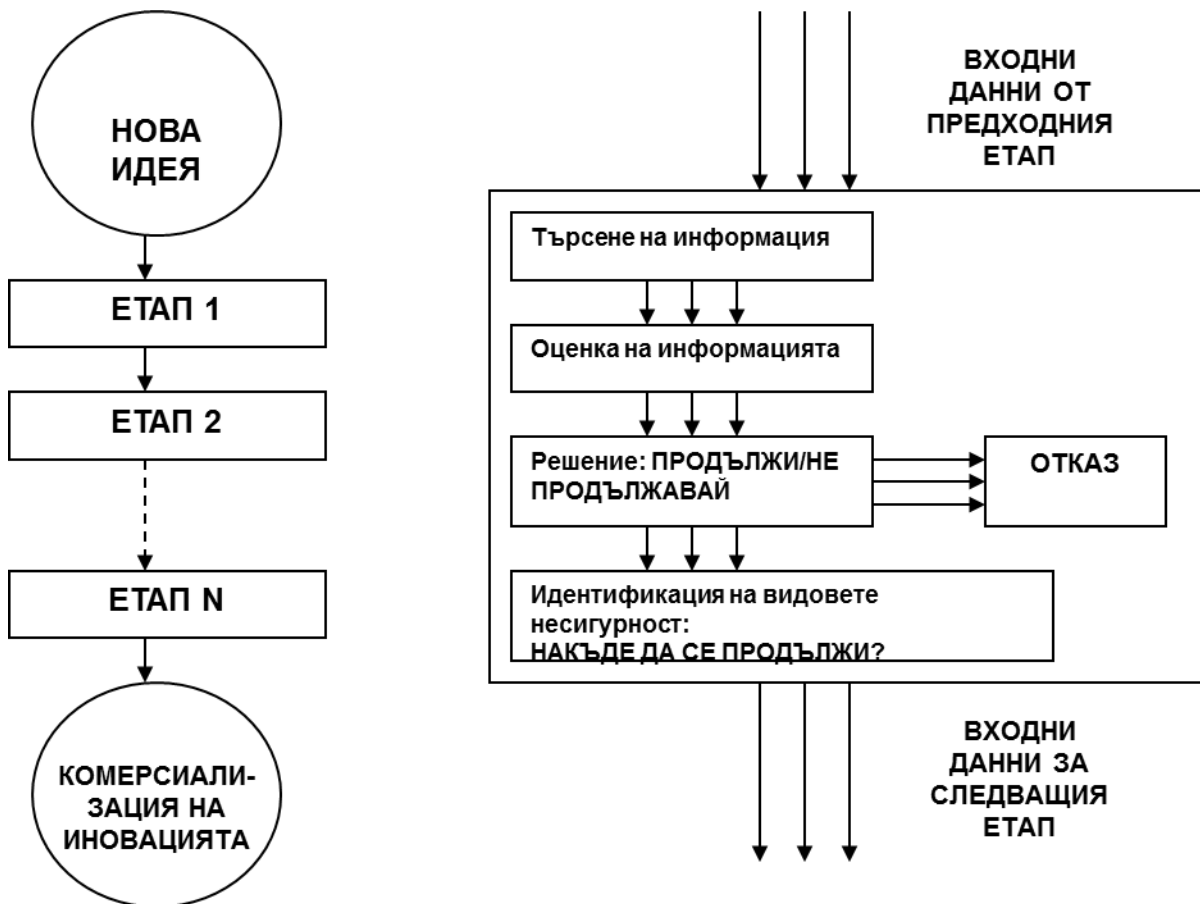 НОВА
ИДЕЯ
ЕТАП 1
ЕТАП 2
ЕТАП N
КОМЕРСИАЛИ-
ЗАЦИЯ НА
ИНОВАЦИЯТА
ВХОДНИ
ДАННИ ОТ
ПРЕДХОДНИЯ
ЕТАП
Търсене на информация
Оценка на информацията
Решение: ПРОДЪЛЖИ/НЕ
ПРОДЪЛЖАВАЙ
ОТКАЗ
Идентификация на видовете
несигурност:
НАКЪДЕ ДА СЕ ПРОДЪЛЖИ?
ВХОДНИ
ДАННИ ЗА
СЛЕДВАЩИЯ
ЕТАП